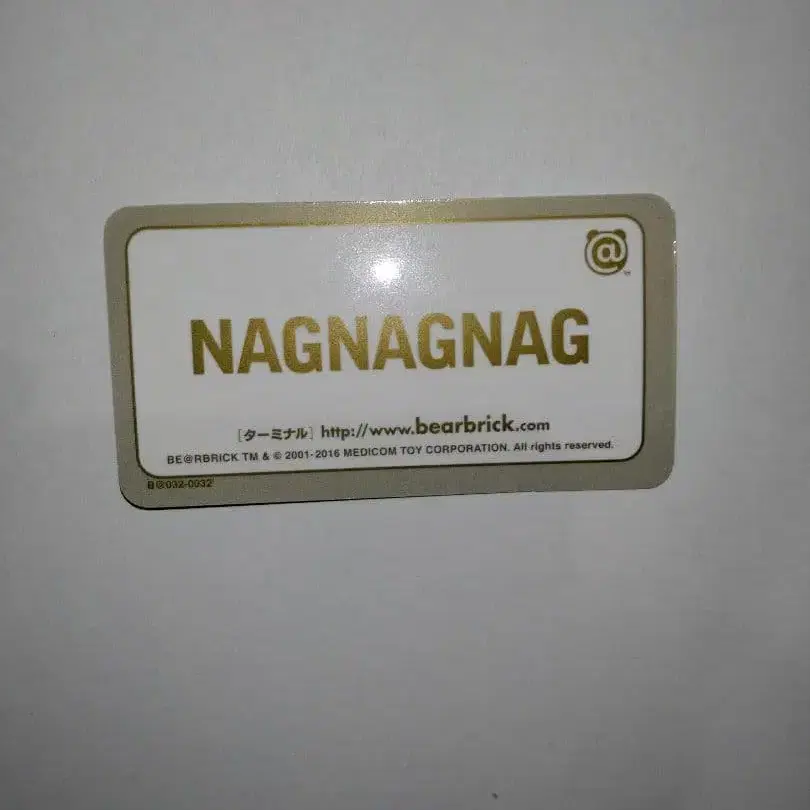 @
TM
NAGNAGNAG
[ターミナル] http://www.bearbrick.com
BE@RBRICK TM & © 2001-2016 MEDICOM TOY CORPORATION. All rights reserved.
B@032-0032